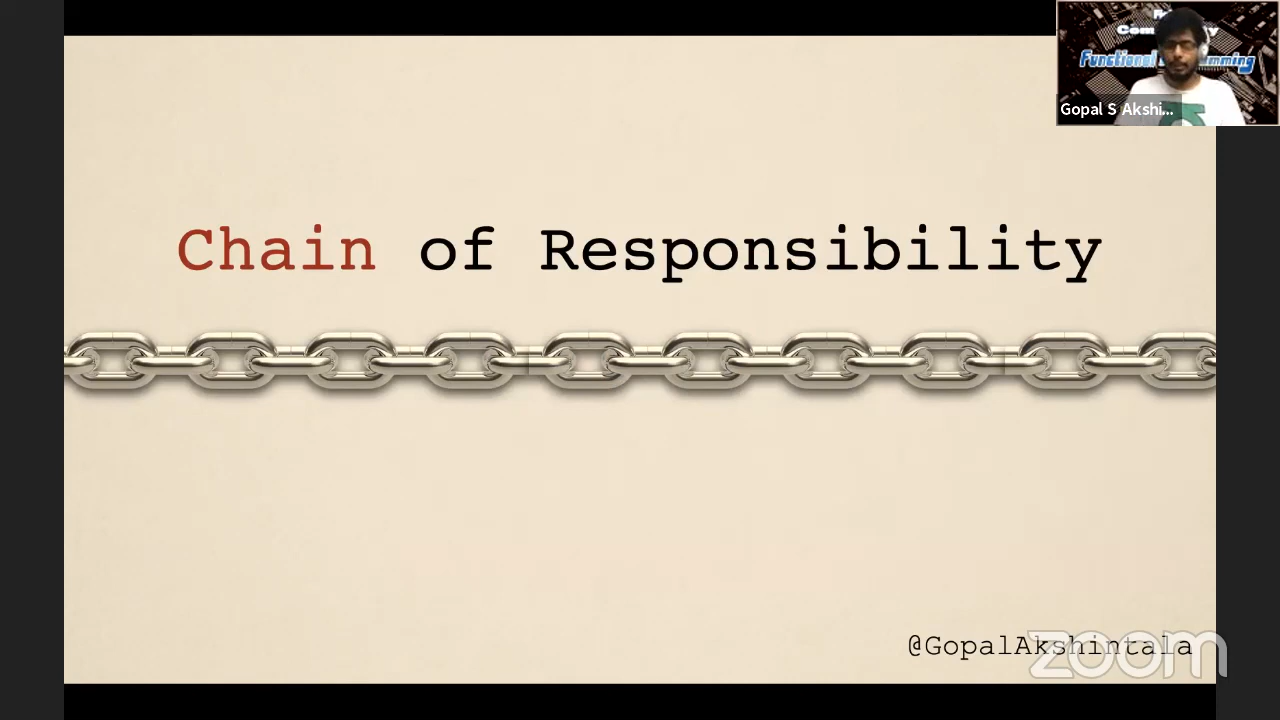 Functional
Gopal S Akshi...
Chain of Responsibility
@GopalAkshintala
zoom